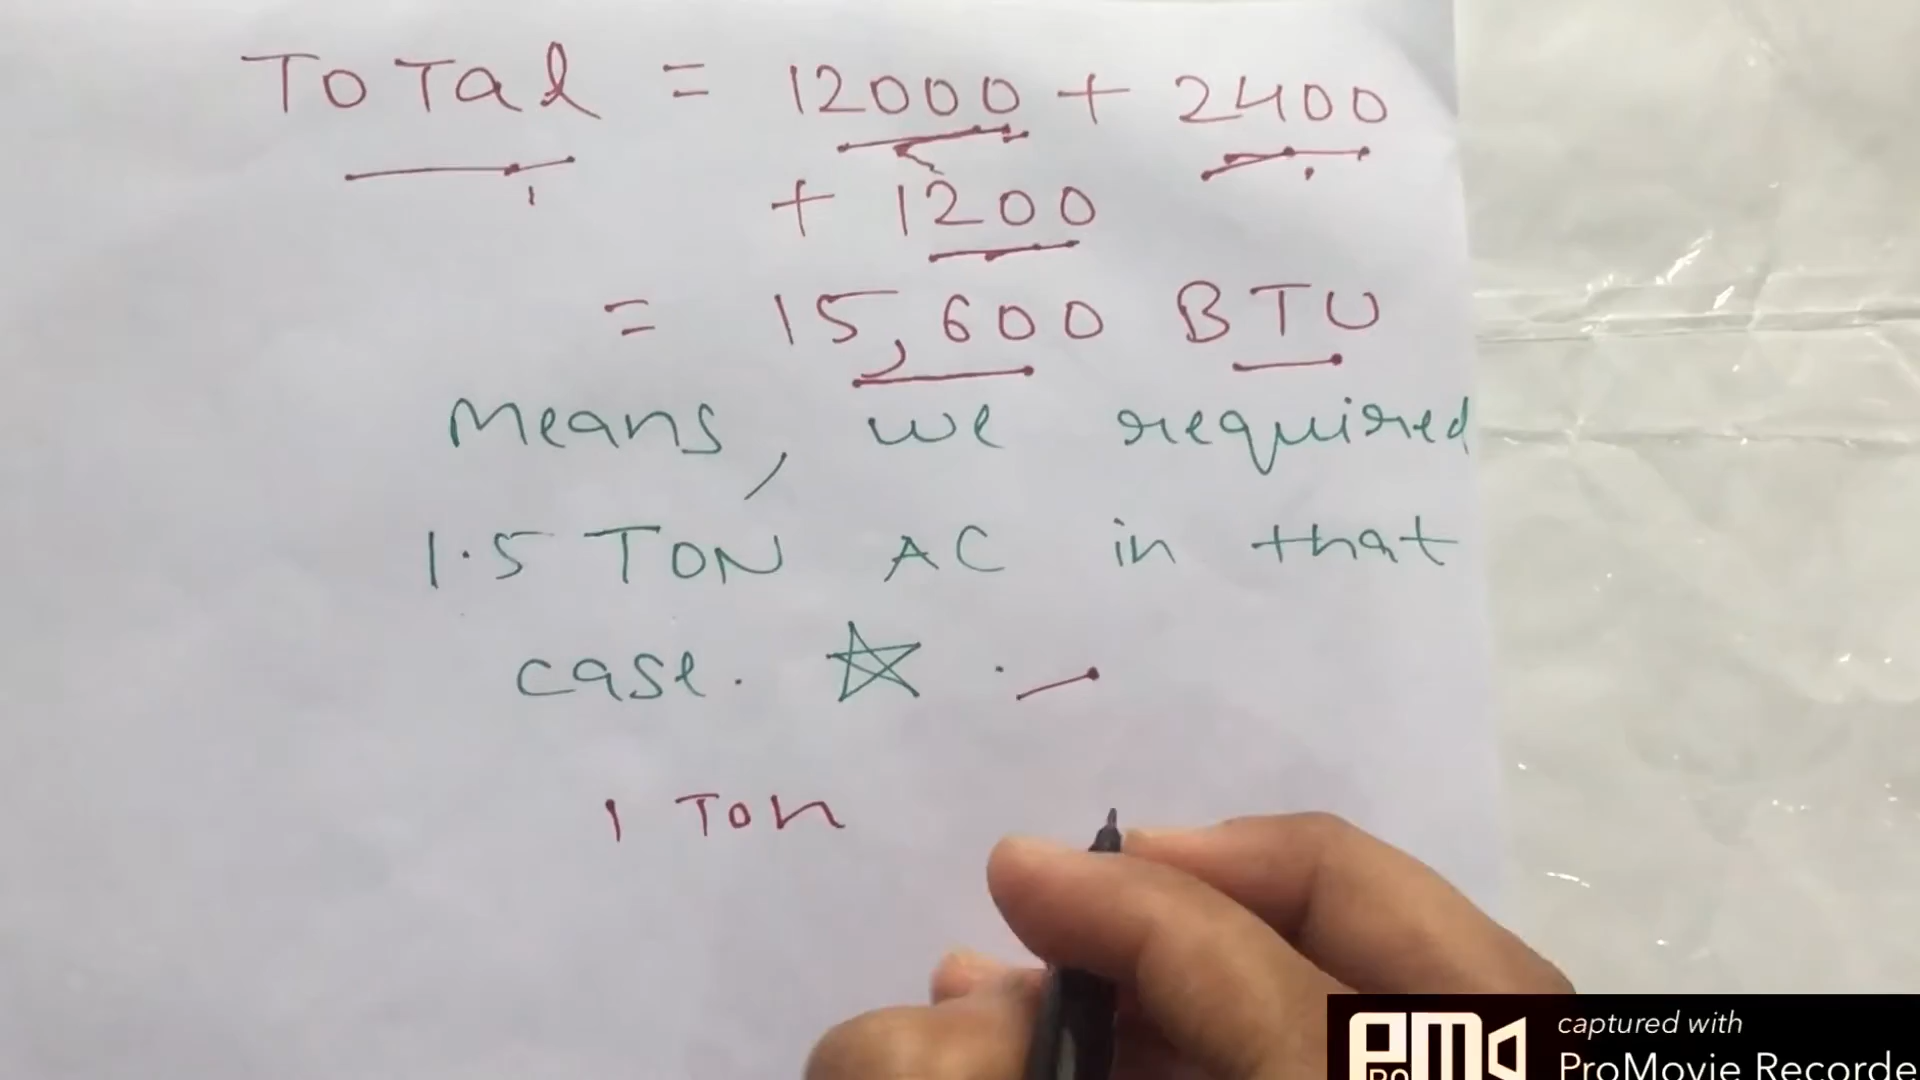 ToTal = 12000 + 2400
+ 1200
= 15,600 BTU
Means, we required
1.5 TON AC in that
case.
1 Ton
captured with
ProMovie Recorde